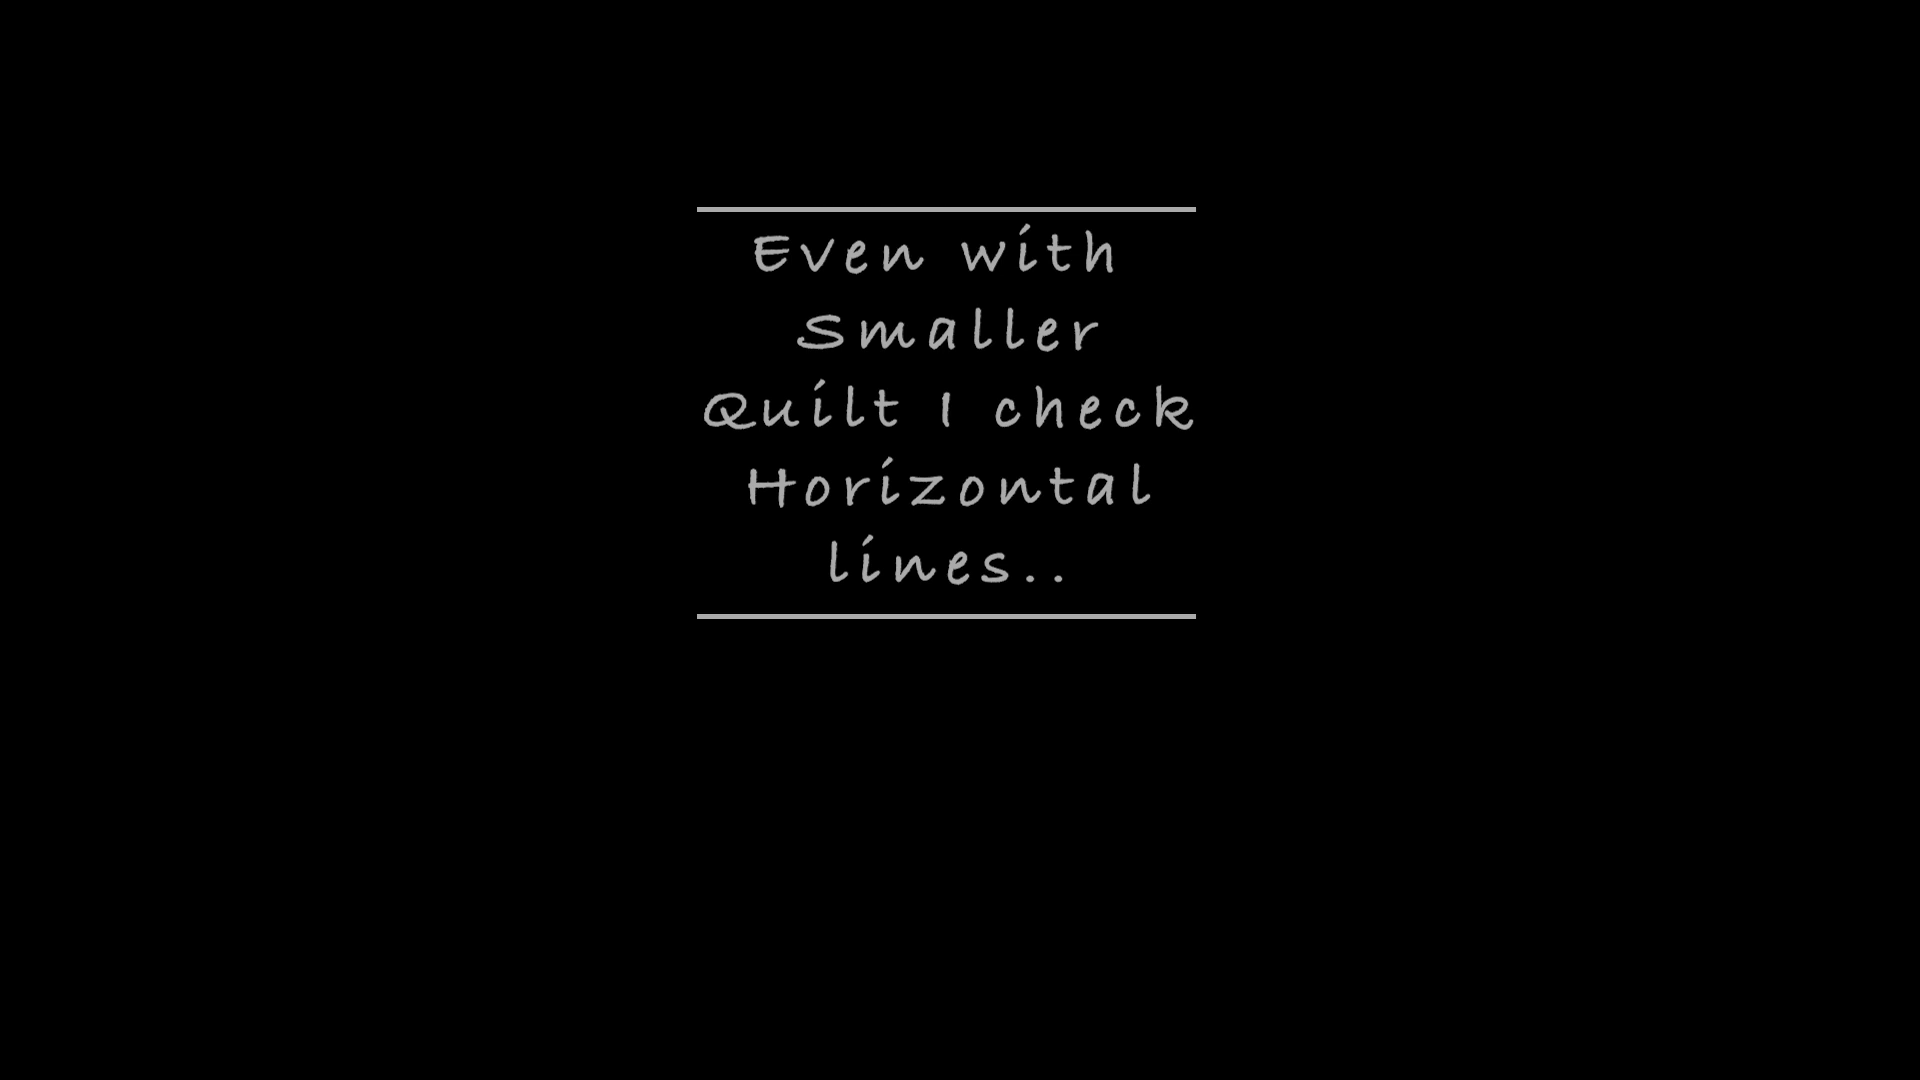 Even with
Smaller
Quilt I check
Horizontal
lines..